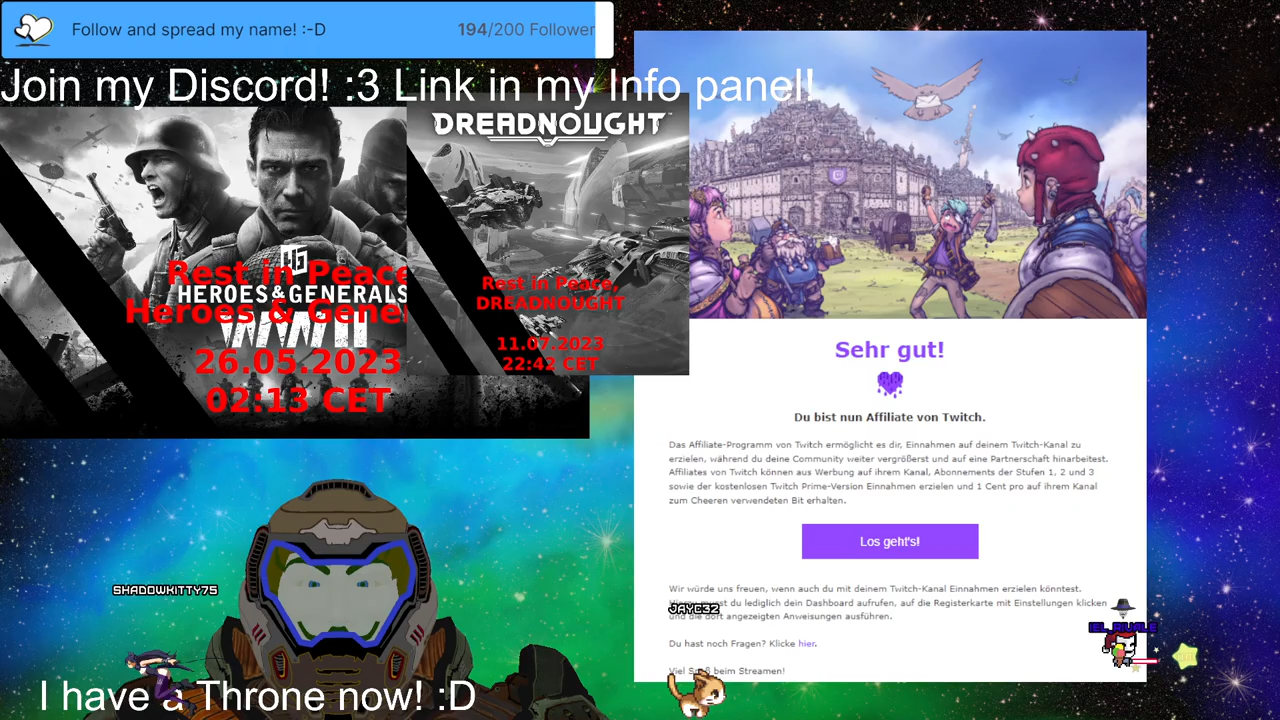 Follow and spread my name! :-D
194/200 Follower
Join my Discord! :3 Link in my Info panel!
DREADNOUGHT
Rest in Peace
HEROES & GENERALS
Heroes & Gene
WWII
26.05.2023
02:13 CET
Rest in Peace,
DREADNOUGHT
11.07.2023
22:42 CET
Sehr gut!
Du bist nun Affiliate von Twitch.
Das Affiliate-Programm von Twitch ermöglicht es dir, Einnahmen auf deinem Twitch-Kanal zu
erzielen, während du deine Community weiter vergrößerst und auf eine Partnerschaft hinarbeitest.
Affiliates von Twitch können aus Werbung auf ihrem Kanal, Abonnements der Stufen 1, 2 und 3
sowie der kostenlosen Twitch Prime-Version Einnahmen erzielen und 1 Cent pro auf ihrem Kanal
zum Cheeren verwendeten Bit erhalten.
Los geht's!
Wir würde uns freuen, wenn auch du mit deinem Twitch-Kanal Einnahmen erzielen könntest.
du lediglich dein Dashboard aufrufen, auf die Registerkarte mit Einstellungen klicken
und die dort angezeigten Anweisungen ausführen.
Du hast noch Fragen? Klicke hier.
Viel Spaß beim Streamen!
SHADOWKITTY75
JAYC32
I have a Throne now! :D